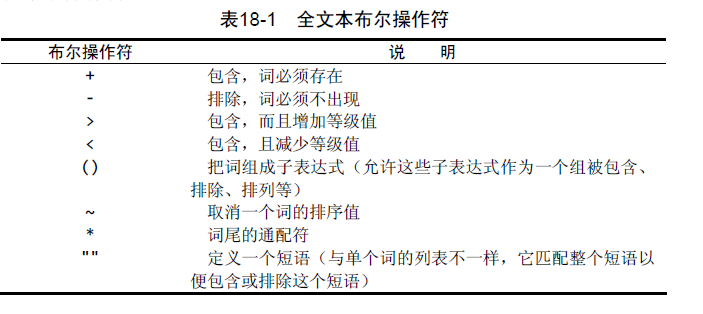 表18-1 全文本布尔操作符
布尔操作符 说 明
+ 包含，词必须存在
- 排除，词必须不出现
> 包含，而且增加等级值
< 包含，且减少等级值
() 把词组成子表达式（允许这些子表达式作为一个组被包含、
排除、排列等）
~ 取消一个词的排序值
* 词尾的通配符
"" 定义一个短语（与单个词的列表不一样，它匹配整个短语以
便包含或排除这个短语）